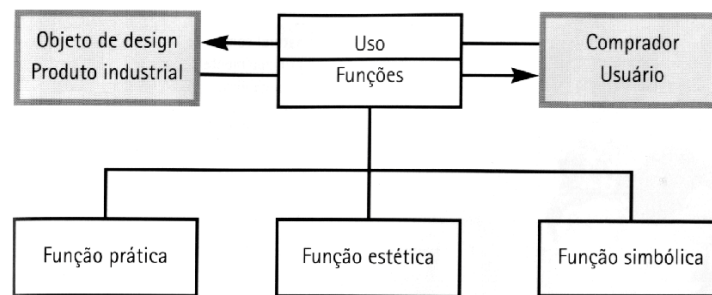 Objeto de design
Produto industrial
Uso
Funções
Comprador
Usuário
Função prática
Função estética
Função simbólica